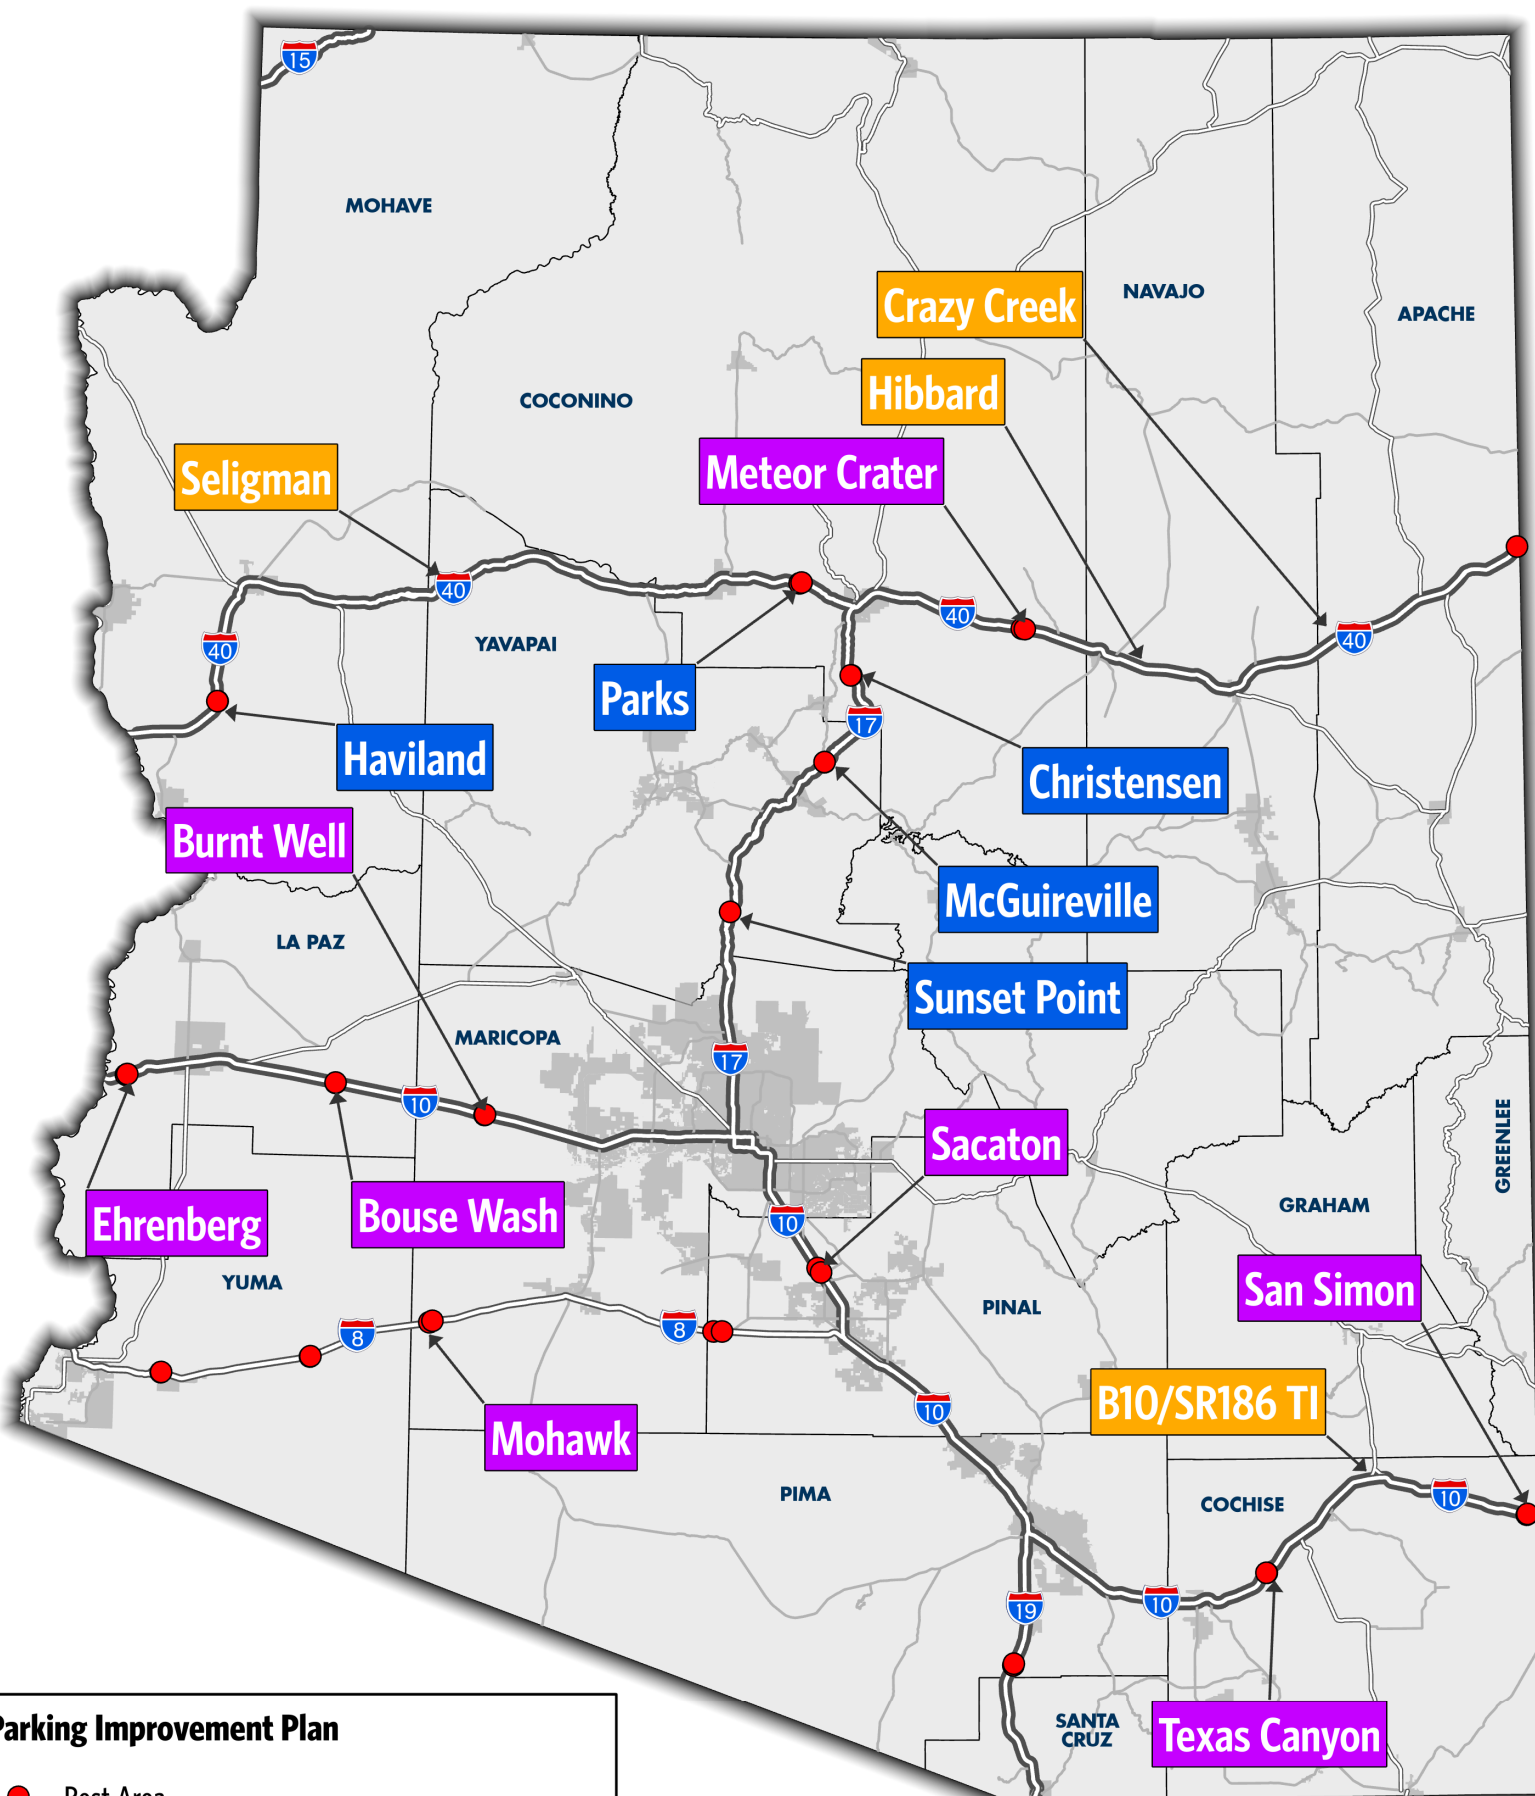 15
MOHAVE
Crazy Creek
NAVAJO
APACHE
Hibbard
COCONINO
Meteor Crater
Seligman
40
40
40
40
YAVAPAI
Parks
17
Haviland
Christensen
Burnt Well
McGuireville
LA PAZ
Sunset Point
MARICOPA
17
10
Sacaton
GREENLEE
Ehrenberg
Bouse Wash
10
GRAHAM
YUMA
San Simon
PINAL
8
8
B10/SR186 TI
10
Mohawk
PIMA
COCHISE
10
19
10
SANTA
CRUZ
Texas Canyon
Parking Improvement Plan
Rest Area